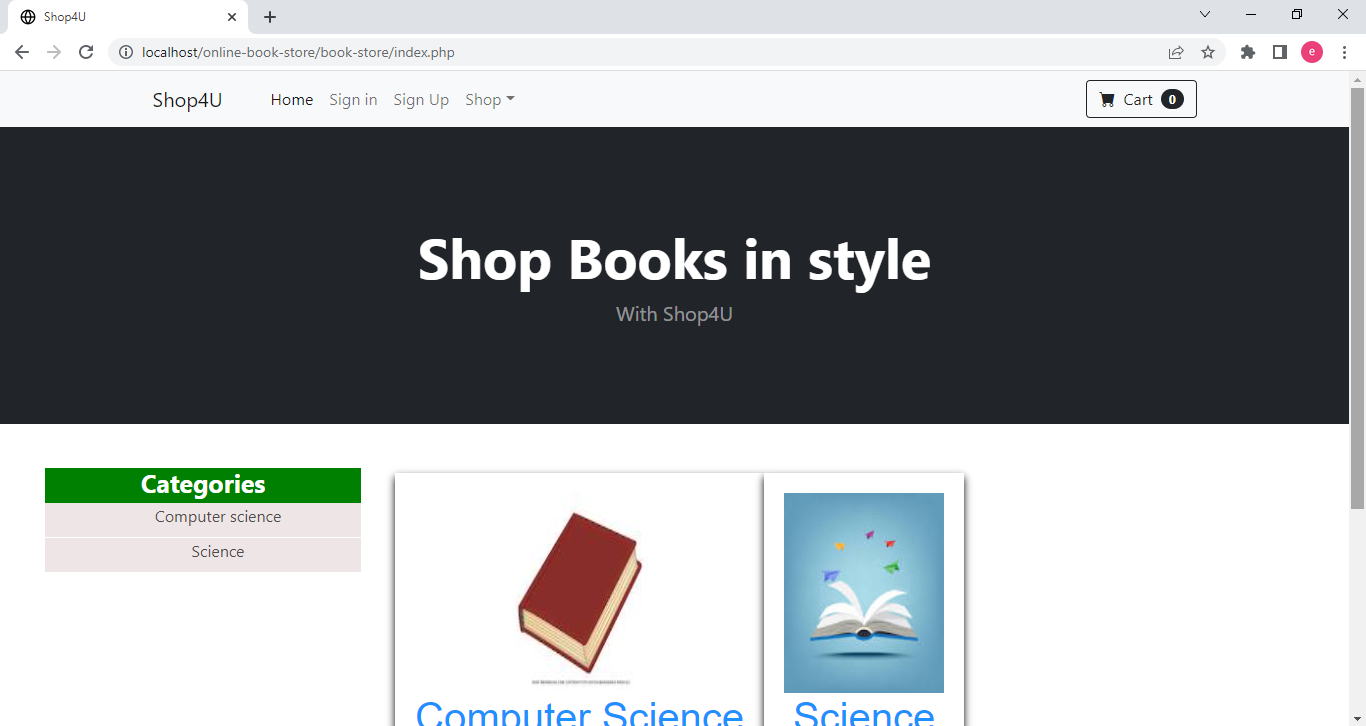 Shop4U
localhost/online-book-store/book-store/index.php
e
Shop4U Home Sign in Sign Up Shop Cart 0
Shop Books in style
With Shop4U
Categories
Computer science
Science
Computer Science
Science